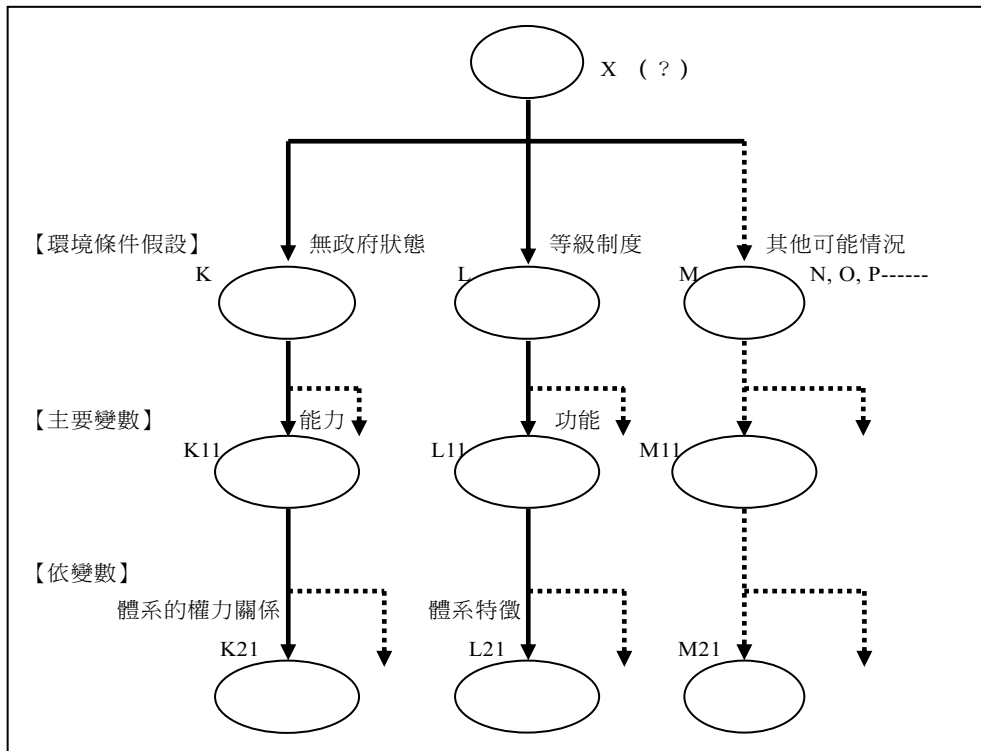 X （?）
【環境條件假設】 無政府狀態 等級制度 其他可能情況
K L M N, O, P------
【主要變數】 能力 功能
K11 L11 M11
【依變數】
體系的權力關係 體系特徵
K21 L21 M21